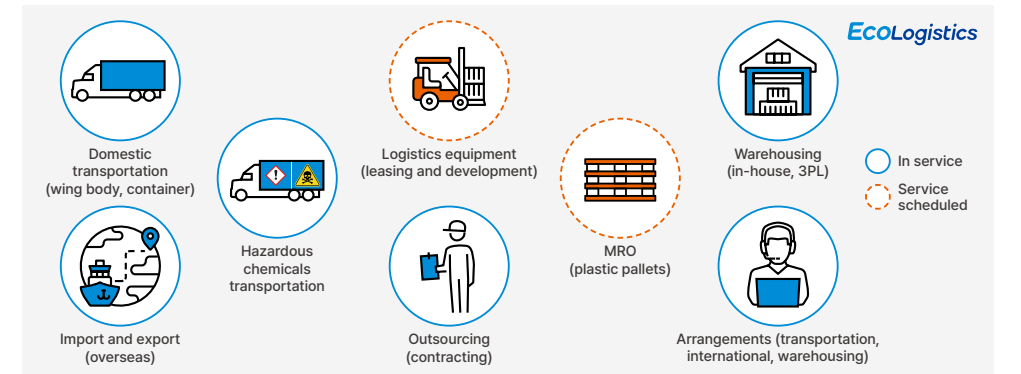 EcoLogistics
Domestic
transportation
(wing body, container)
Logistics equipment
(leasing and development)
Warehousing
(in-house, 3PL)
In service
Service
scheduled
Hazardous
chemicals
transportation
MRO
(plastic pallets)
Import and export
(overseas)
Outsourcing
(contracting)
Arrangements (transportation,
international, warehousing)